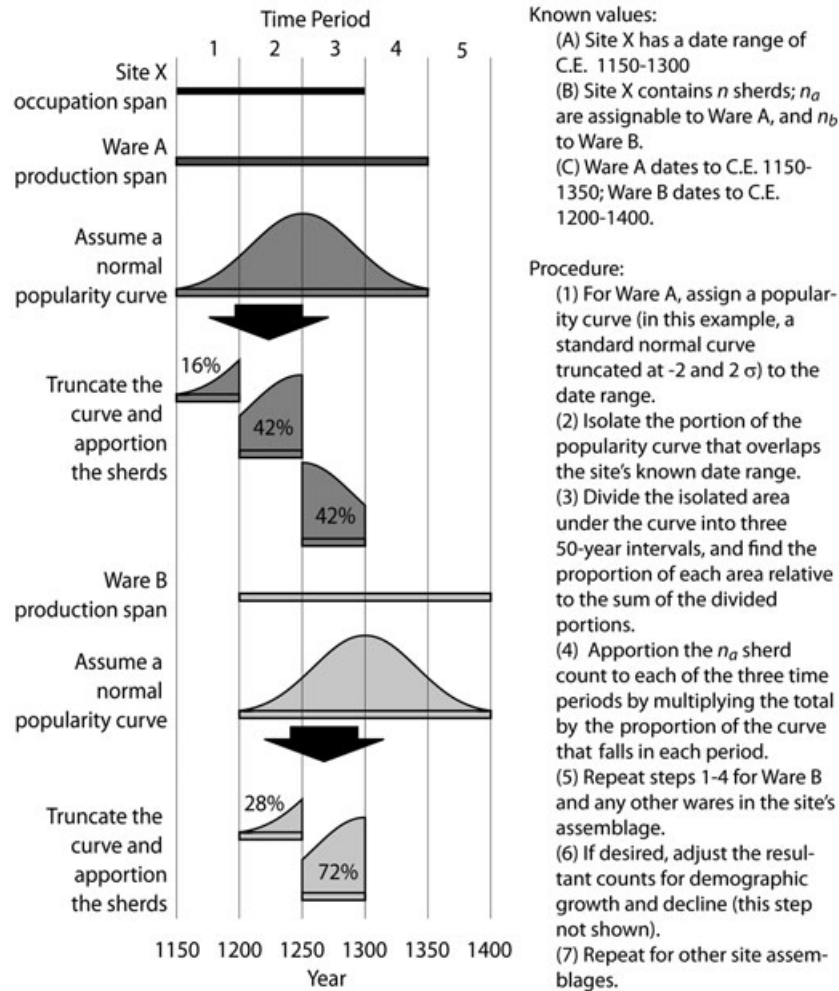 Time Period
1 2 3 4 5
Site X
occupation span
Ware A
production span
Assume a
normal
popularity curve
Truncate the
curve and
apportion
the sherds
16%
42%
42%
Ware B
production span
Assume a
normal
popularity curve
Truncate the
curve and
apportion
the sherds
28%
72%
1150 1200 1250 1300 1350 1400
Year
Known values:
(A) Site X has a date range of
C.E. 1150-1300
(B) Site X contains n sherds; na
are assignable to Ware A, and nb
to Ware B.
(C) Ware A dates to C.E. 1150-
1350; Ware B dates to C.E.
1200-1400.
Procedure:
(1) For Ware A, assign a popular-
ity curve (in this example, a
standard normal curve
truncated at -2 and 2 σ) to the
date range.
(2) Isolate the portion of the
popularity curve that overlaps
the site's known date range.
(3) Divide the isolated area
under the curve into three
50-year intervals, and find the
proportion of each area relative
to the sum of the divided
portions.
(4) Apportion the na sherd
count to each of the three time
periods by multiplying the total
by the proportion of the curve
that falls in each period.
(5) Repeat steps 1-4 for Ware B
and any other wares in the site's
assemblage.
(6) If desired, adjust the resul-
tant counts for demographic
growth and decline (this step
not shown).
(7) Repeat for other site assem-
blages.